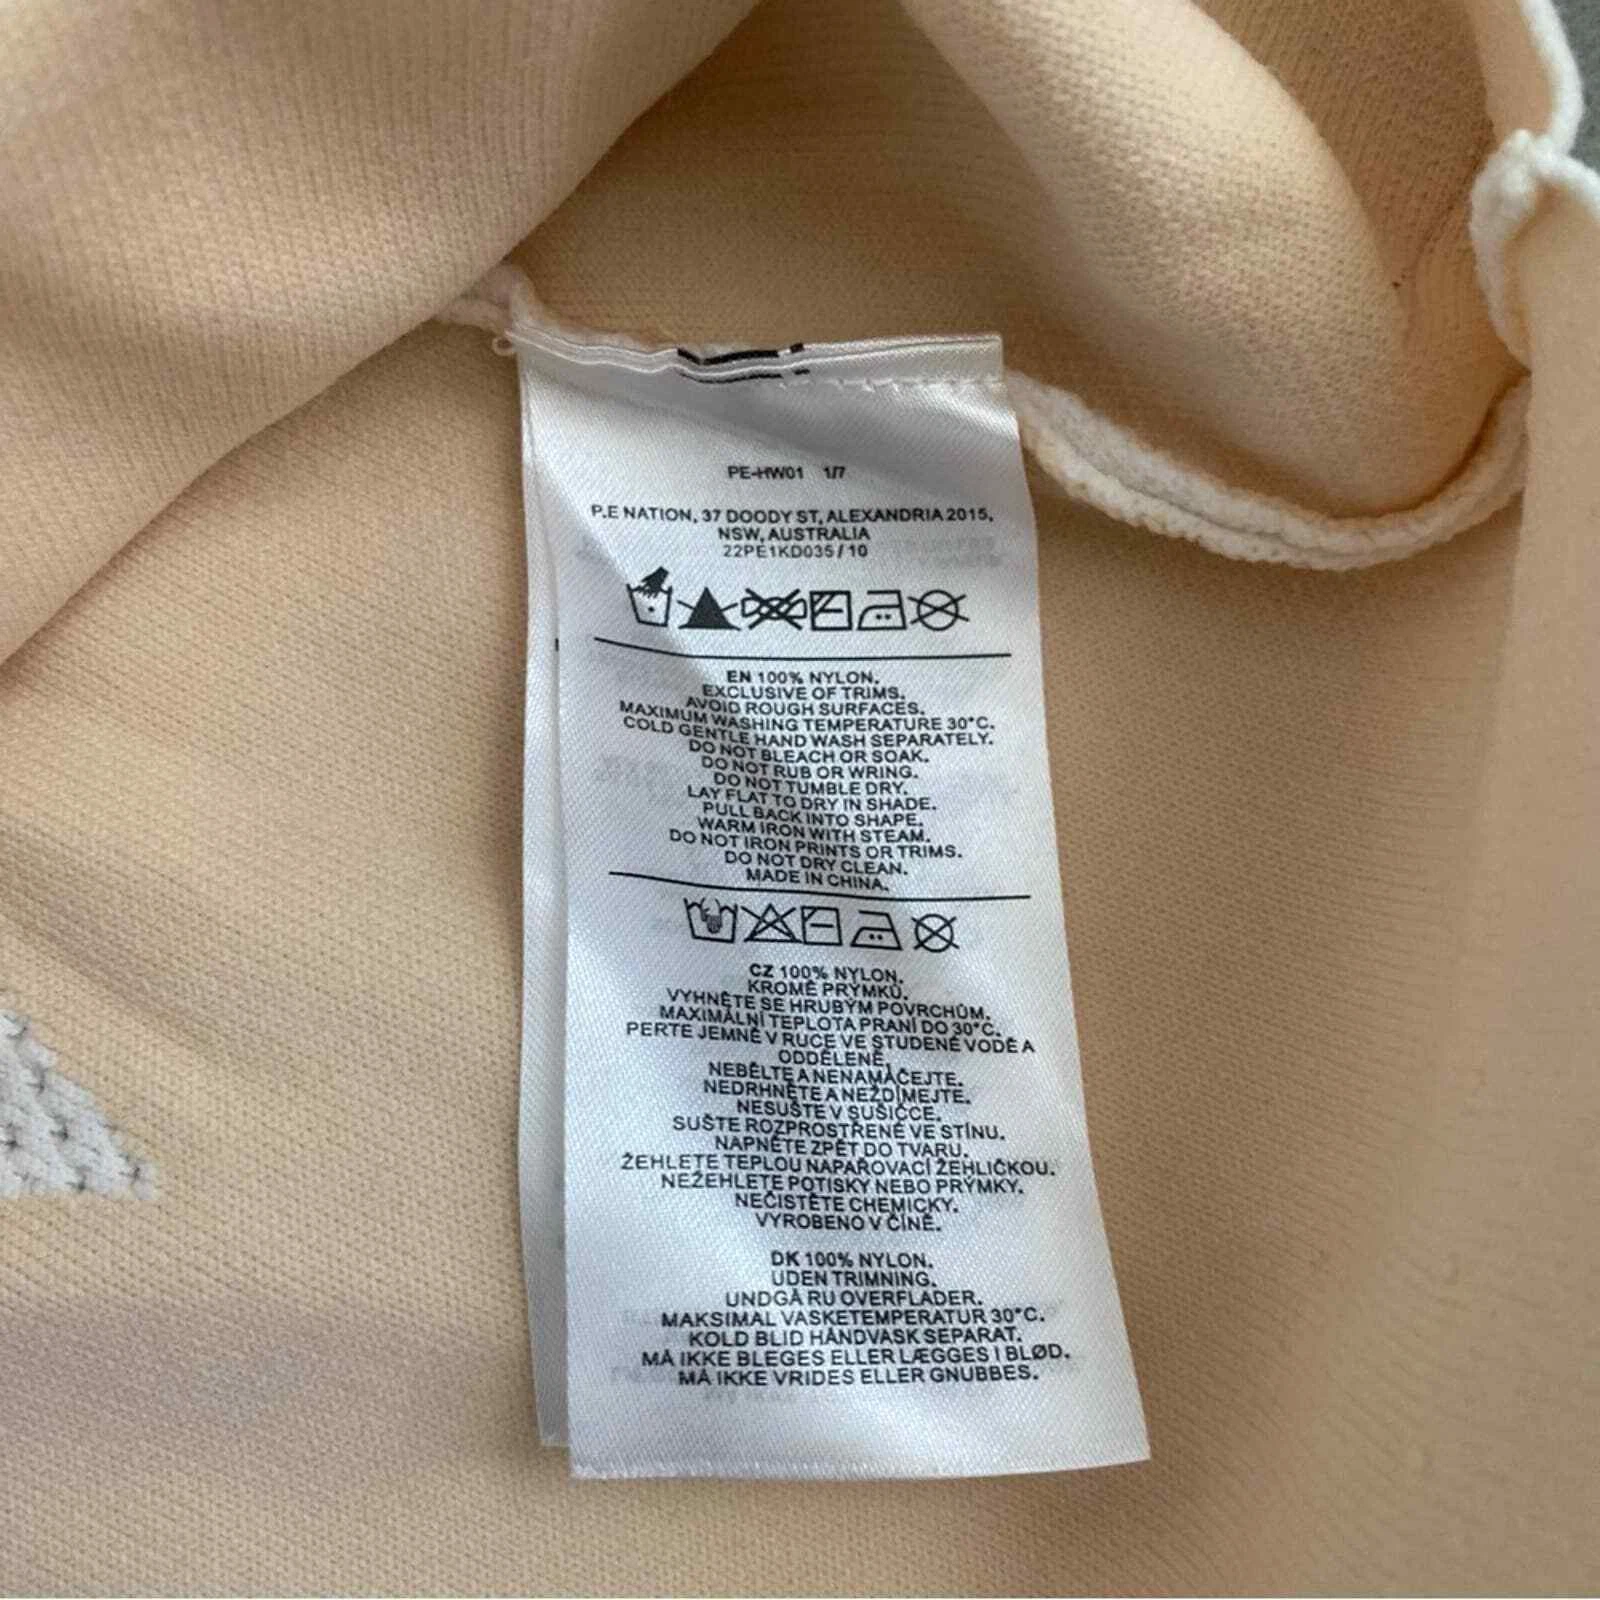 PE-HW01 1/7
P.E NATION, 37 DOODY ST, ALEXANDRIA 2015,
NSW, AUSTRALIA
22PE1KD035 / 10
EN 100% NYLON.
EXCLUSIVE OF TRIMS.
AVOID ROUGH SURFACES.
MAXIMUM WASHING TEMPERATURE 30°C.
COLD GENTLE HAND WASH SEPARATELY.
DO NOT BLEACH OR SOAK.
DO NOT RUB OR WRING.
DO NOT TUMBLE DRY.
LAY FLAT TO DRY IN SHADE.
PULL BACK INTO SHAPE.
WARM IRON WITH STEAM.
DO NOT IRON PRINTS OR TRIMS.
DO NOT DRY CLEAN.
MADE IN CHINA.
CZ 100% NYLON.
KROMĚ PRÝMKŮ.
VYHNĚTE SE HRUBÝM POVRCHŮM.
MAXIMÁLNÍ TEPLOTA PRANÍ DO 30°C.
PERTE JEMNĚ V RUCE VE STUDENÉ VODĚ A
ODDĚLENĚ.
NEBĚLTE A NENAMÁČEJTE.
NEDRHNĚTE A NEŽDÍMEJTE.
NESUŠTE V SUŠIČCE.
SUŠTE ROZPROSTŘENÉ VE STÍNU.
NAPNĚTE ZPĚT DO TVARU.
ŽEHLETE TEPLOU NAPAŘOVACÍ ŽEHLIČKOU.
NEŽEHLETE POTISKY NEBO PRÝMKY.
NEČISTĚTE CHEMICKY.
VYROBENO V ČÍNĚ.
DK 100% NYLON.
UDEN TRIMNING.
UNDGÅ RU OVERFLADER.
MAKSIMAL VASKETEMPERATUR 30°C.
KOLD BLID HÅNDVASK SEPARAT.
MÅ IKKE BLEGES ELLER LÆGGES I BLØD.
MÅ IKKE VRIDES ELLER GNUBBES.